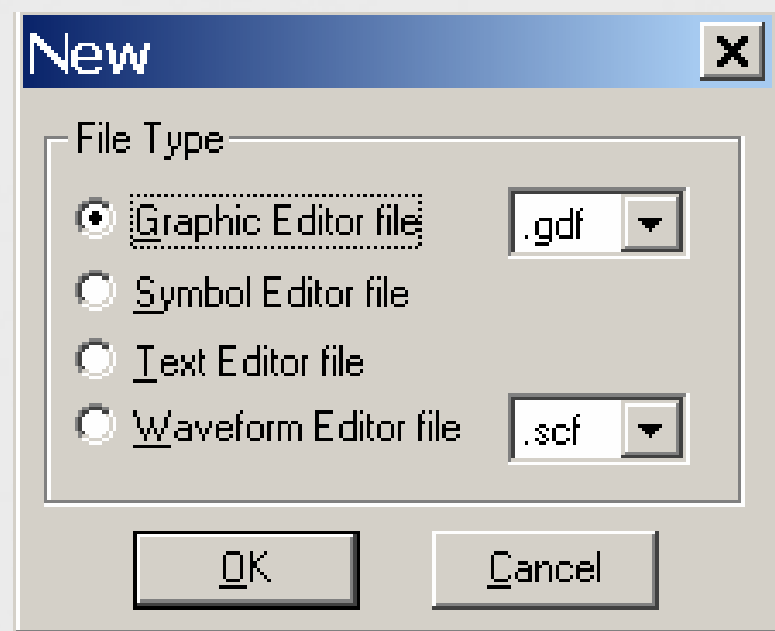 New
File Type
Graphic Editor file .gdf
Symbol Editor file
Text Editor file
Waveform Editor file .scf
OK Cancel